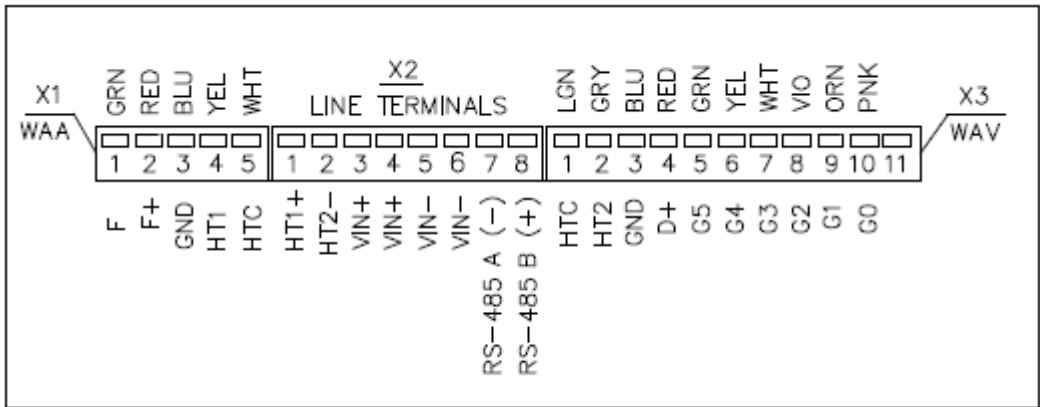 X1
WAA
GRN RED BLU YEL WHT
X2
LINE TERMINALS
LGN GRY BLU RED GRN YEL WHT VIO ORN PNK
X3
WAV
1 2 3 4 5 1 2 3 4 5 6 7 8 1 2 3 4 5 6 7 8 9 10 11
F F+ GND HT1 HTC HT1+ HT2- VIN+ VIN+ VIN- VIN- RS-485 A (-) RS-485 B (+) HTC HT2 GND D+ G5 G4 G3 G2 G1 G0